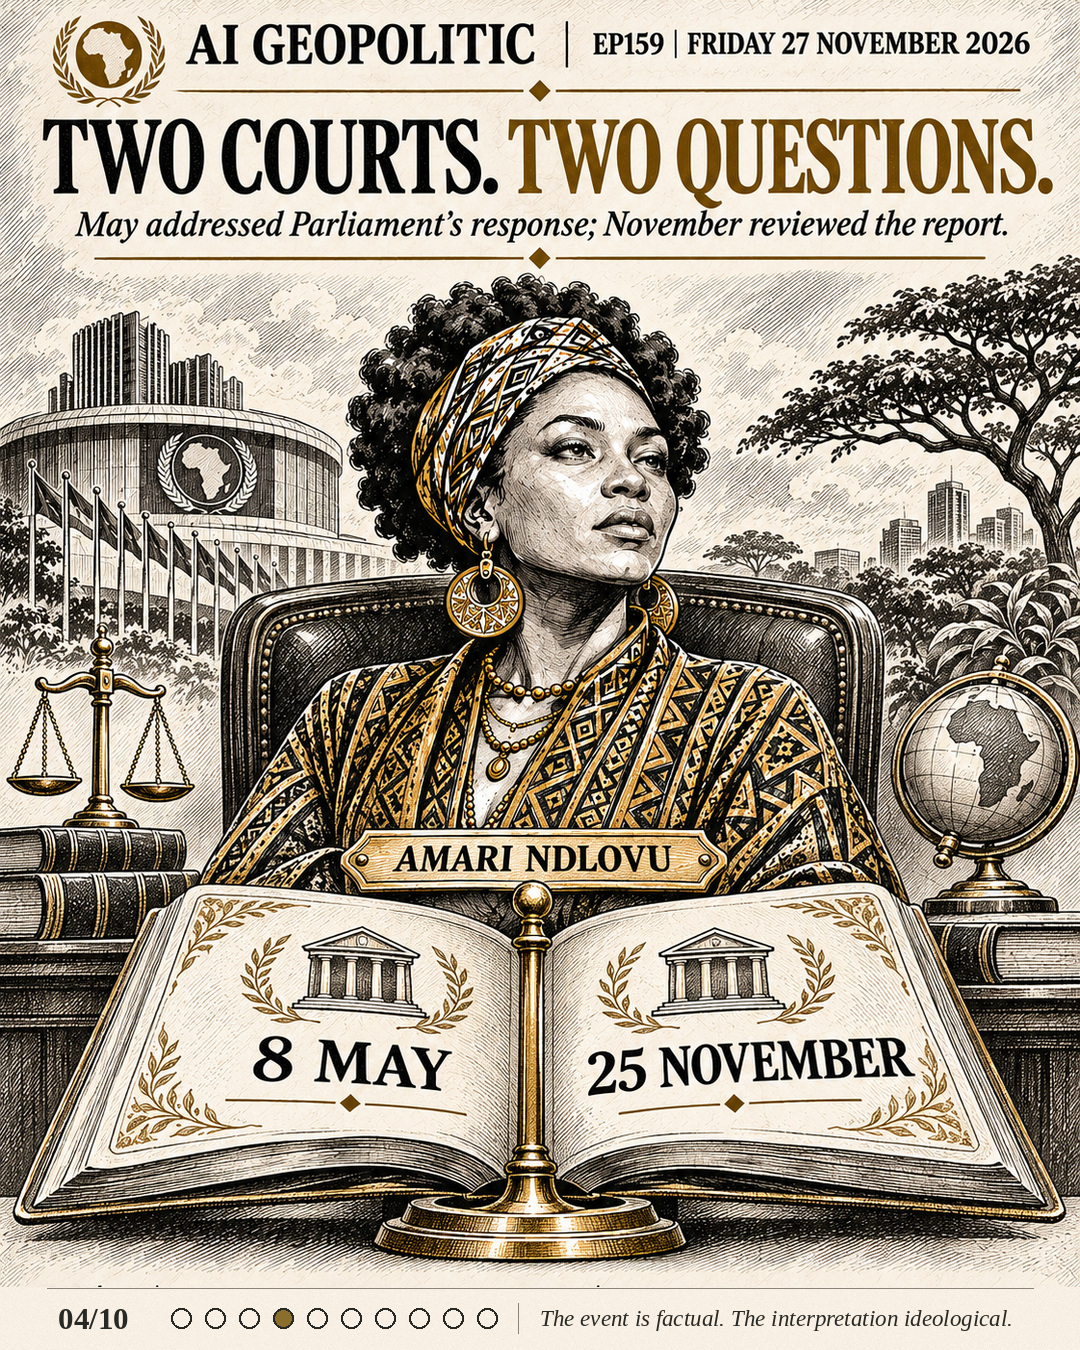 AI GEOPOLITIC
EP159 | FRIDAY 27 NOVEMBER 2026
TWO COURTS. TWO QUESTIONS.
May addressed Parliament's response; November reviewed the report.
AMARI NDLOVU
8 MAY
25 NOVEMBER
04/10
The event is factual. The interpretation ideological.